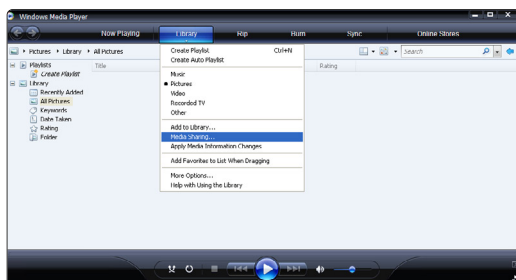 Windows Media Player
Now Playing
Library
Rip
Burn
Sync
Online Stores
Pictures
Library
All Pictures
Search
Playlists
Create Playlist
Library
Recently Added
All Pictures
Keywords
Date Taken
Rating
Folder
Title
Rating
Create Playlist Ctrl+N
Create Auto Playlist
Music
Pictures
Video
Recorded TV
Other
Add to Library...
Media Sharing...
Apply Media Information Changes
Add Favorites to List When Dragging
More Options...
Help with Using the Library